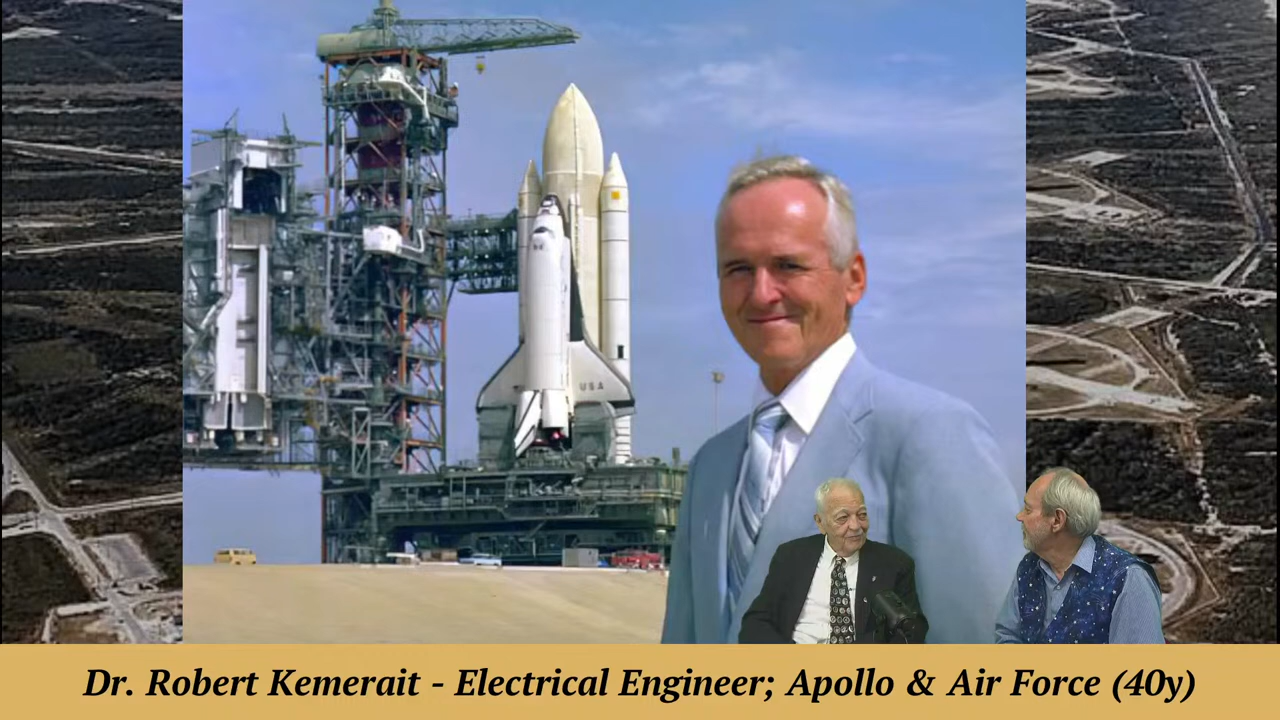 USA
Dr. Robert Kemerait - Electrical Engineer; Apollo & Air Force (40y)